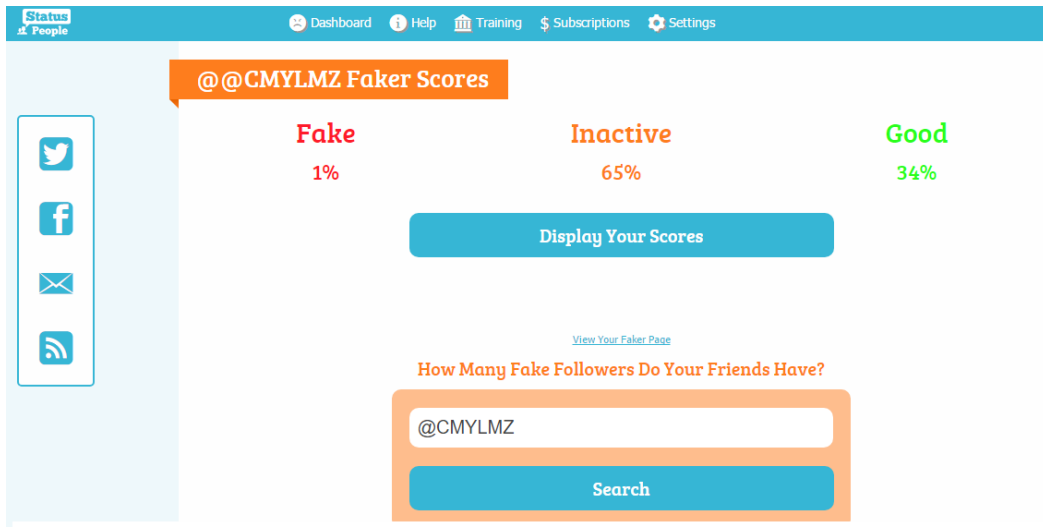 Status
People
Dashboard Help Training $ Subscriptions Settings
@@CMYLMZ Faker Scores
Fake Inactive Good
1% 65% 34%
Display Your Scores
View Your Faker Page
How Many Fake Followers Do Your Friends Have?
@CMYLMZ
Search